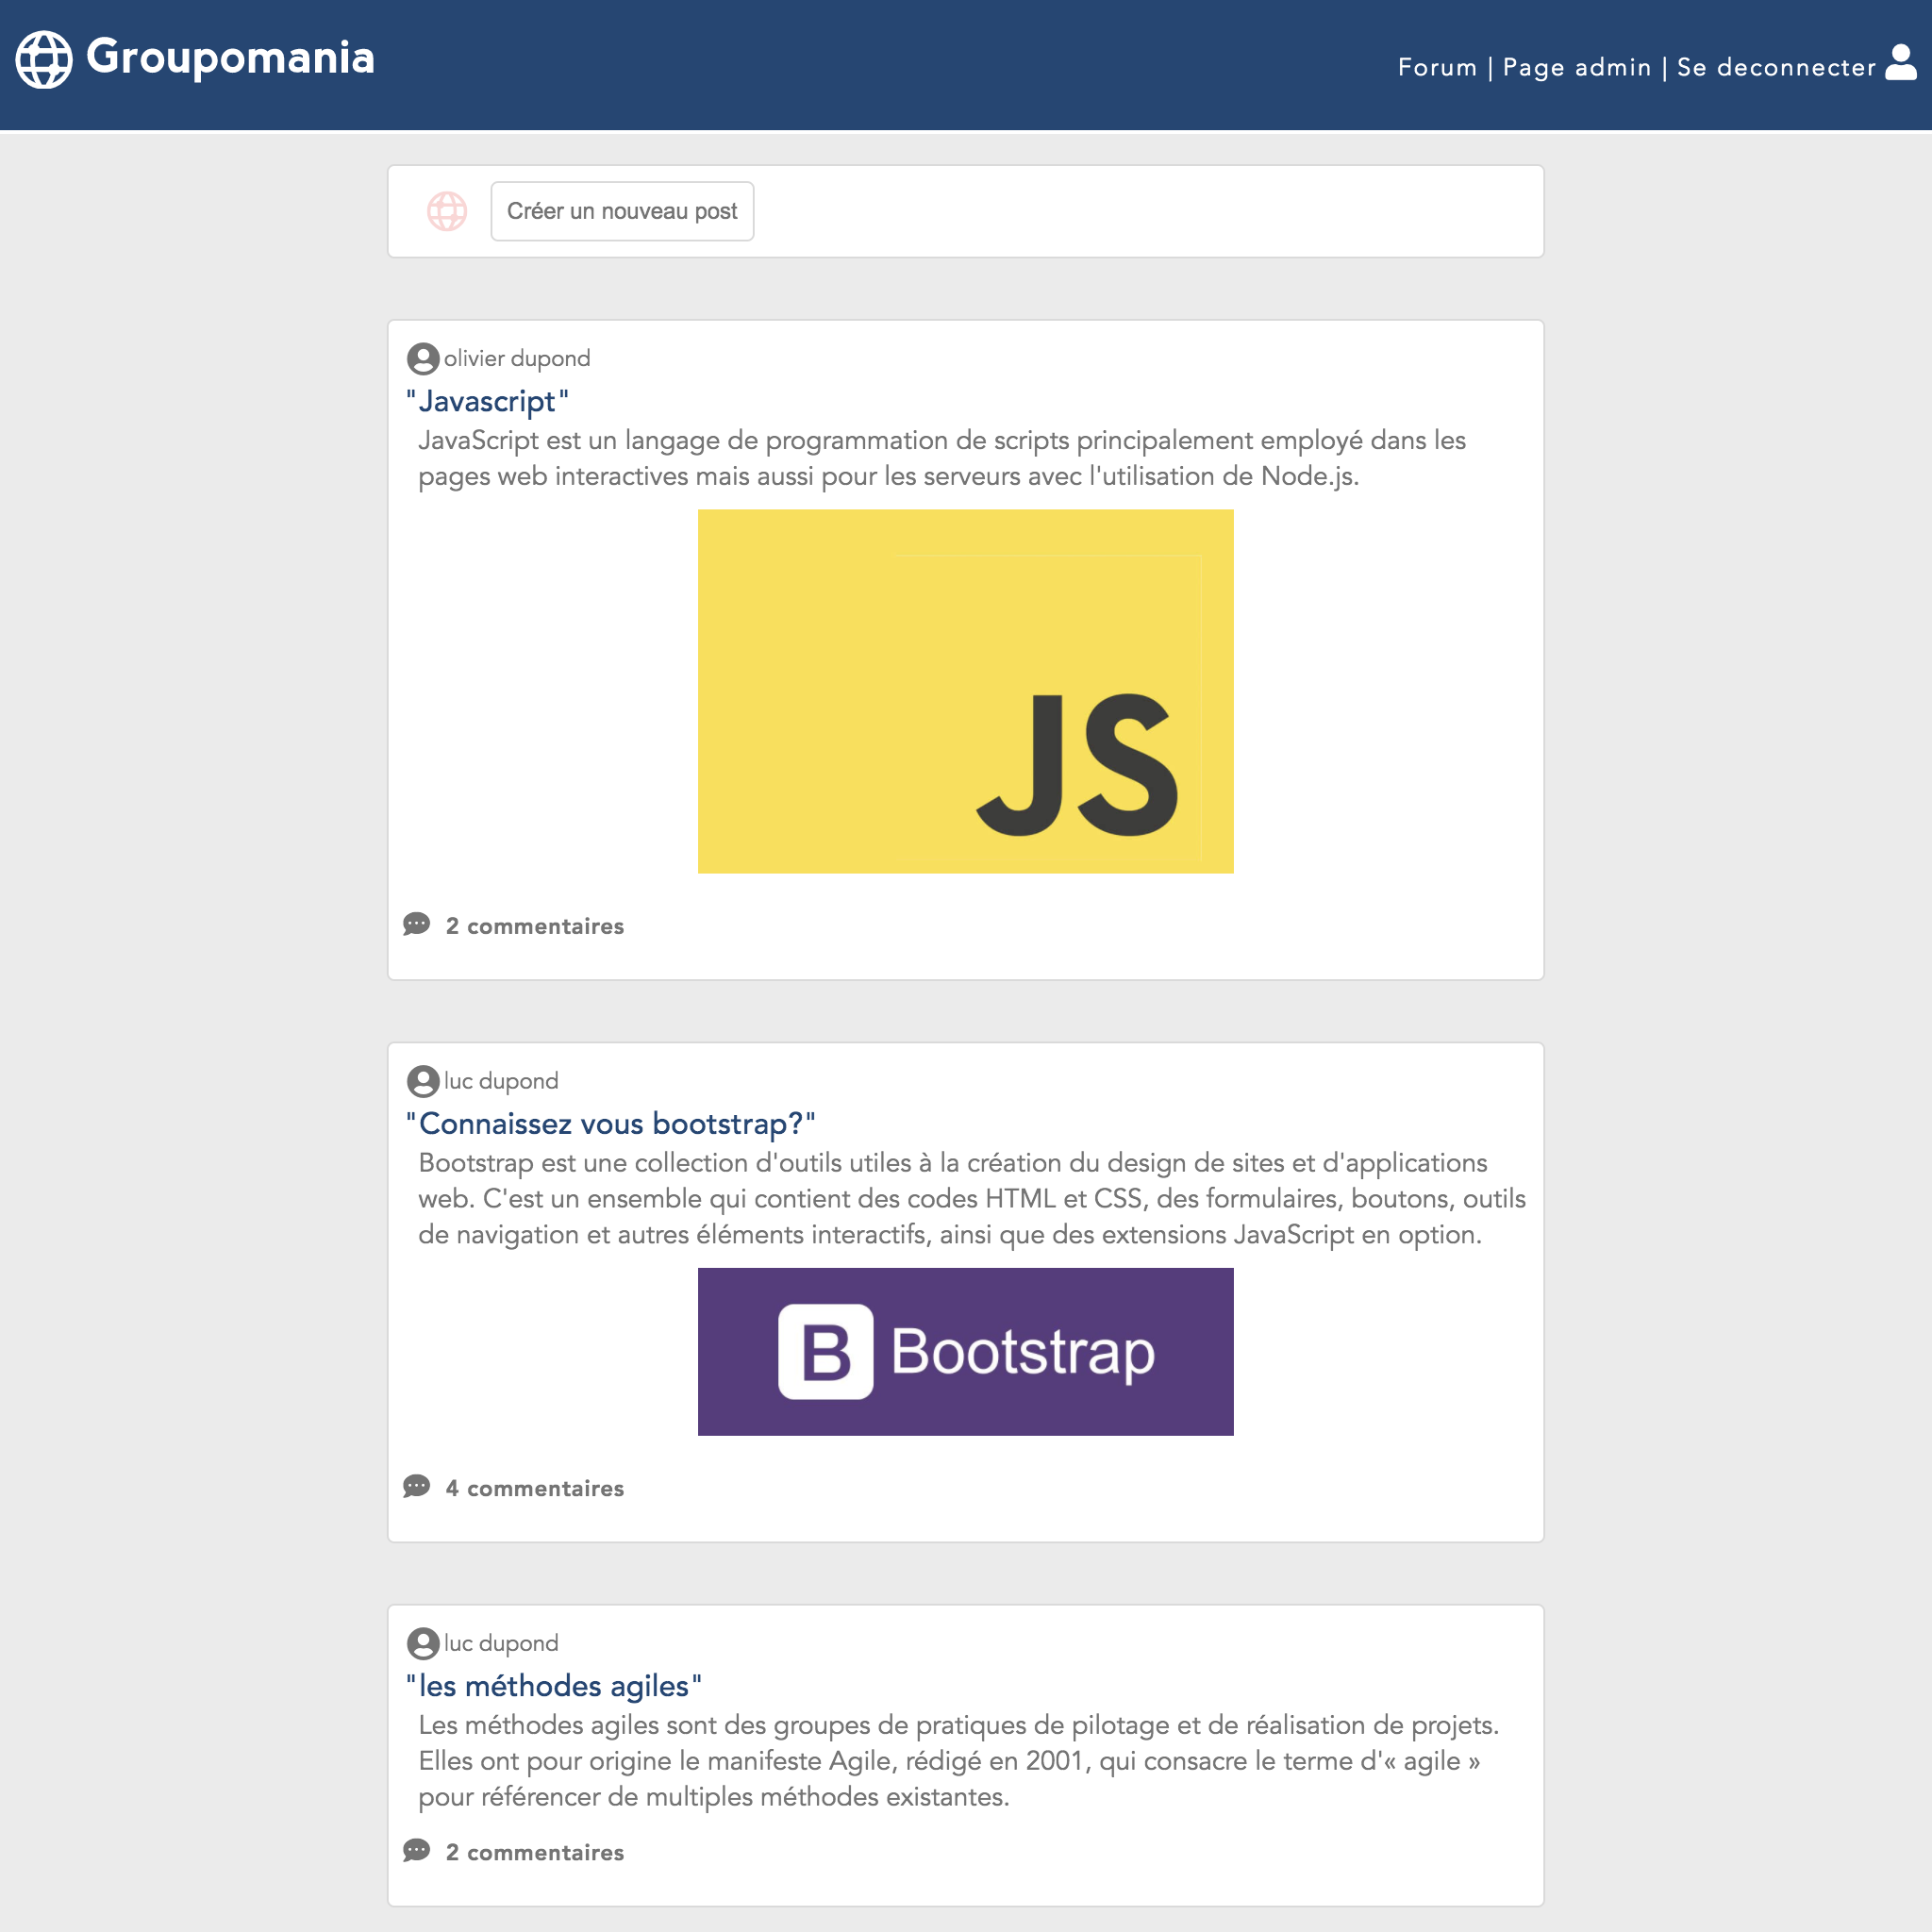 Groupomania
Forum | Page admin | Se deconnecter
Créer un nouveau post
olivier dupond
"Javascript"
JavaScript est un langage de programmation de scripts principalement employé dans les
pages web interactives mais aussi pour les serveurs avec l'utilisation de Node.js.
JS
2 commentaires
luc dupond
"Connaissez vous bootstrap?"
Bootstrap est une collection d'outils utiles à la création du design de sites et d'applications
web. C'est un ensemble qui contient des codes HTML et CSS, des formulaires, boutons, outils
de navigation et autres éléments interactifs, ainsi que des extensions JavaScript en option.
B Bootstrap
4 commentaires
luc dupond
"les méthodes agiles"
Les méthodes agiles sont des groupes de pratiques de pilotage et de réalisation de projets.
Elles ont pour origine le manifeste Agile, rédigé en 2001, qui consacre le terme d'« agile »
pour référencer de multiples méthodes existantes.
2 commentaires